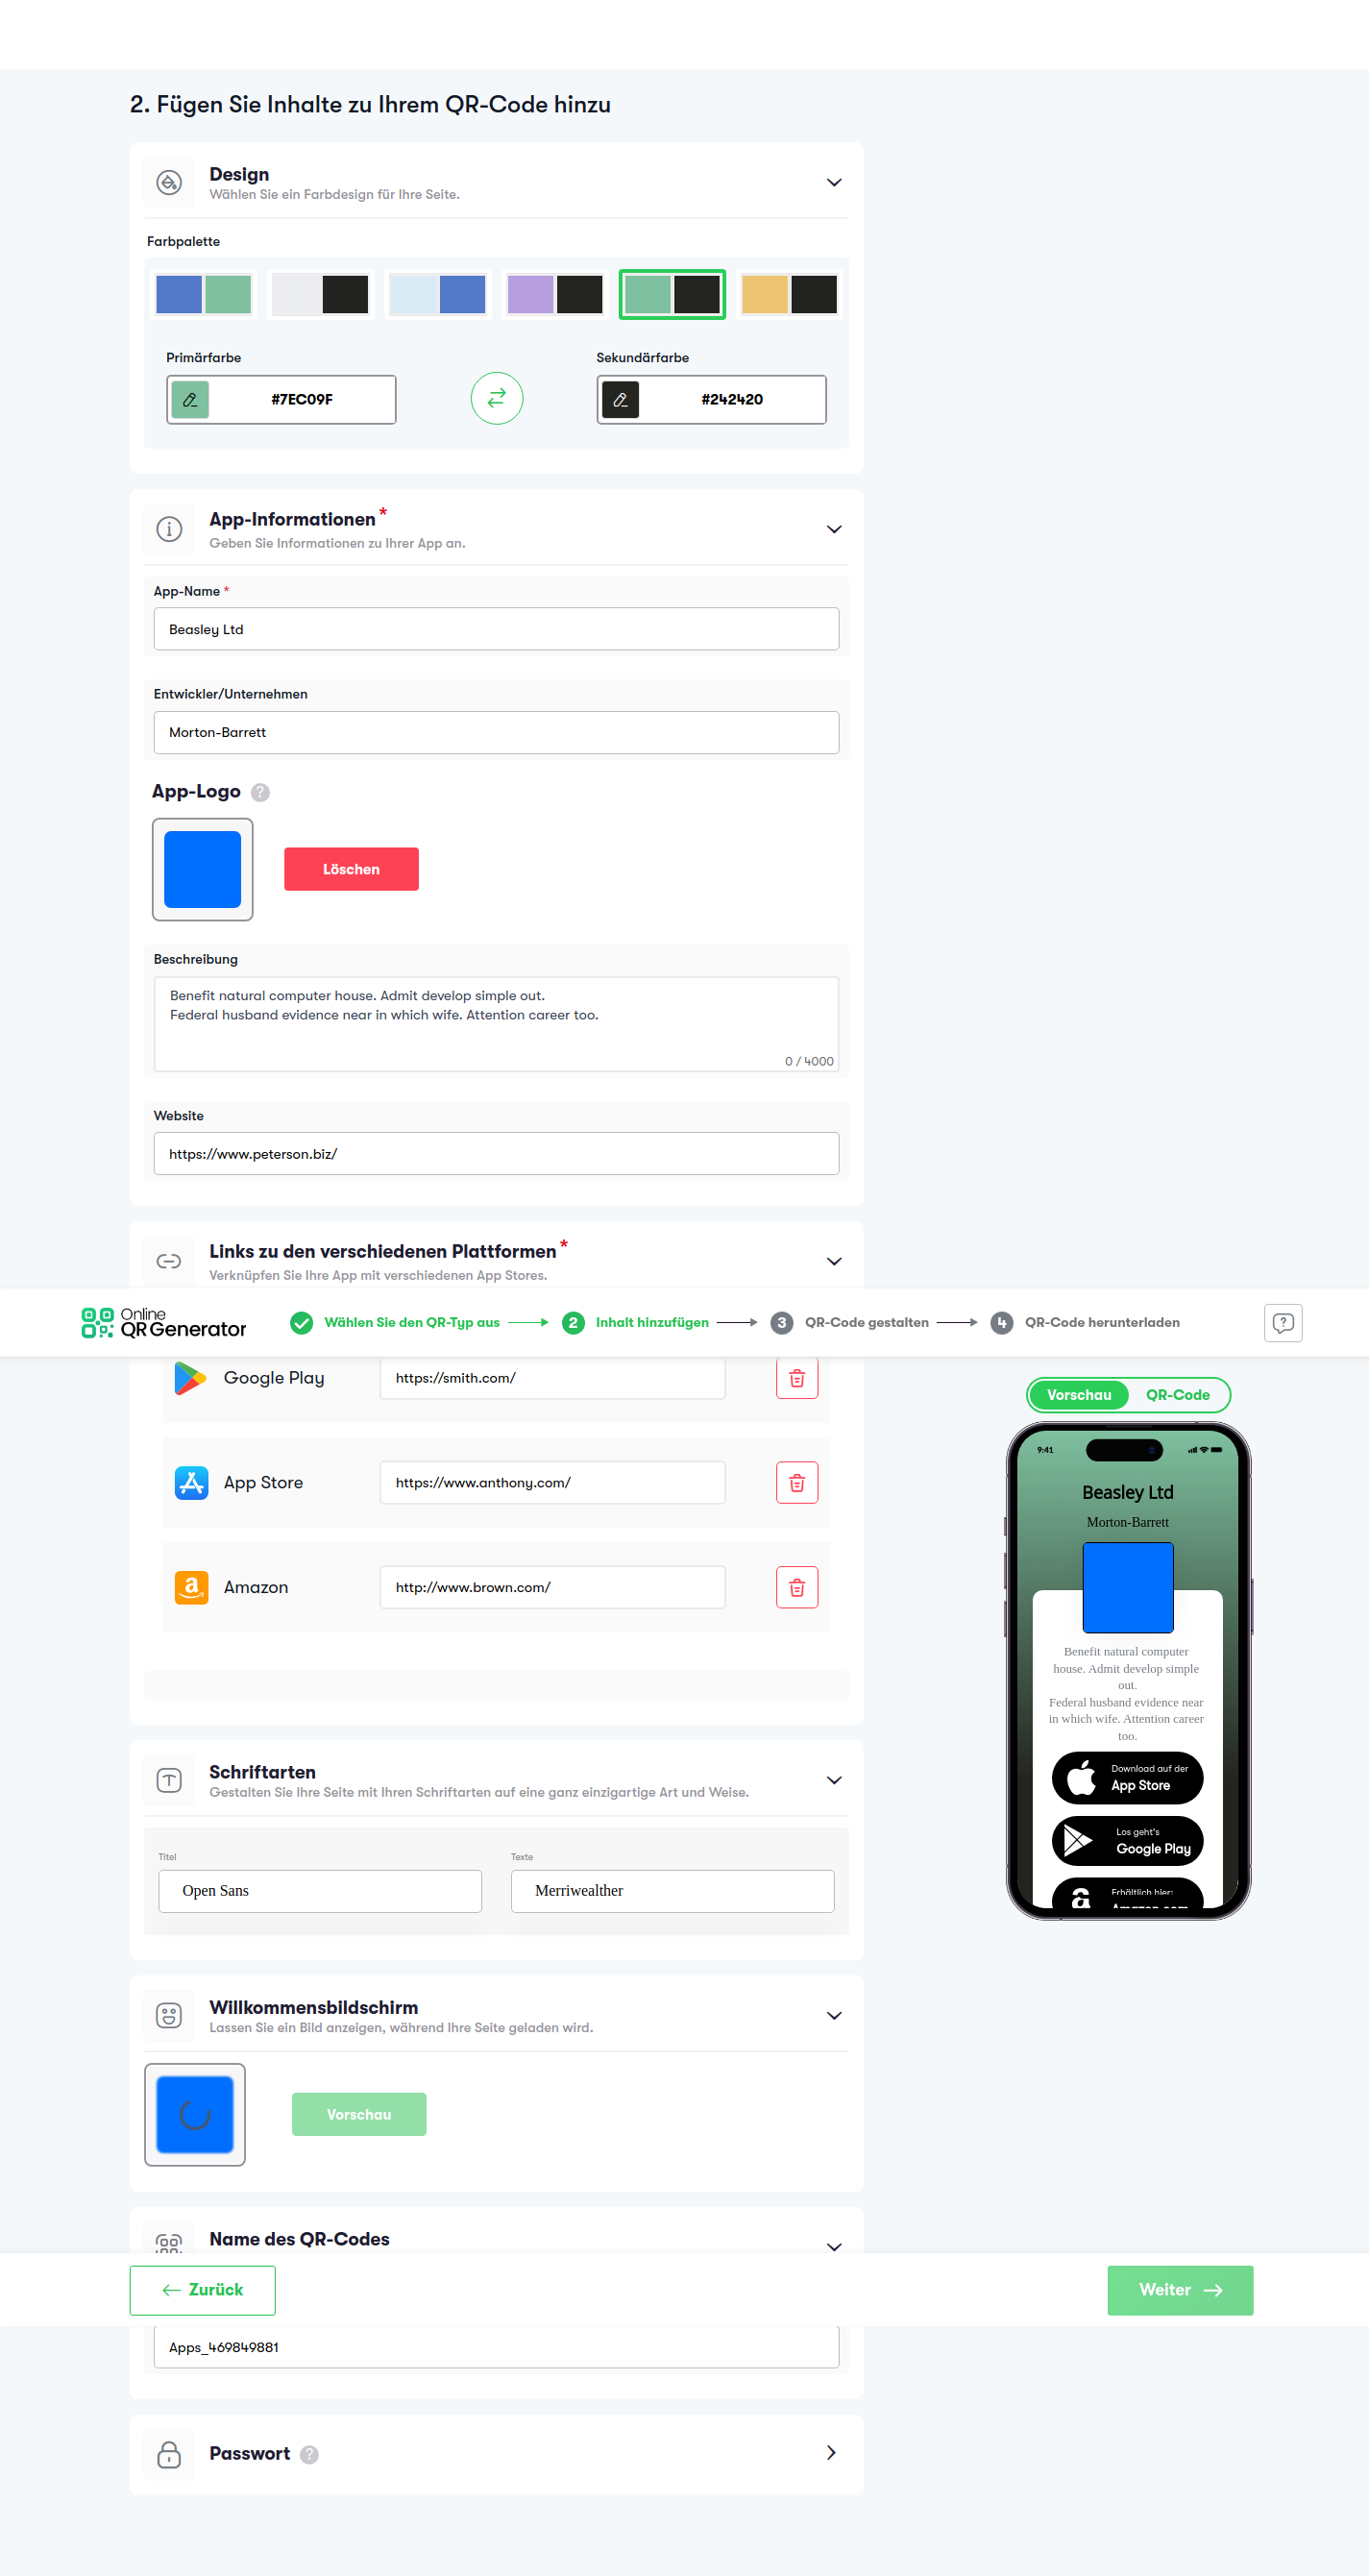 2. Fügen Sie Inhalte zu Ihrem QR-Code hinzu
Design
Wählen Sie ein Farbdesign für Ihre Seite.
Farbpalette
Primärfarbe
Sekundärfarbe
#7EC09F
#242420
App-Informationen *
Geben Sie Informationen zu Ihrer App an.
App-Name *
Beasley Ltd
Entwickler/Unternehmen
Morton-Barrett
App-Logo ?
Löschen
Beschreibung
Benefit natural computer house. Admit develop simple out.
Federal husband evidence near in which wife. Attention career too.
0 / 4000
Website
https://www.peterson.biz/
Links zu den verschiedenen Plattformen *
Verknüpfen Sie Ihre App mit verschiedenen App Stores.
Online
QR Generator
Wählen Sie den QR-Typ aus
2 Inhalt hinzufügen
3 QR-Code gestalten
4 QR-Code herunterladen
Google Play
https://smith.com/
App Store
https://www.anthony.com/
Amazon
http://www.brown.com/
Vorschau
QR-Code
9:41
Beasley Ltd
Morton-Barrett
Benefit natural computer
house. Admit develop simple
out.
Federal husband evidence near
in which wife. Attention career
too.
Download auf der
App Store
Los geht's
Google Play
Erhältlich hier:
Amazon.com
Schriftarten
Gestalten Sie Ihre Seite mit Ihren Schriftarten auf eine ganz einzigartige Art und Weise.
Titel
Texte
Open Sans
Merriwealther
Willkommensbildschirm
Lassen Sie ein Bild anzeigen, während Ihre Seite geladen wird.
Vorschau
Name des QR-Codes
Zurück
Weiter
Apps_469849881
Passwort ?